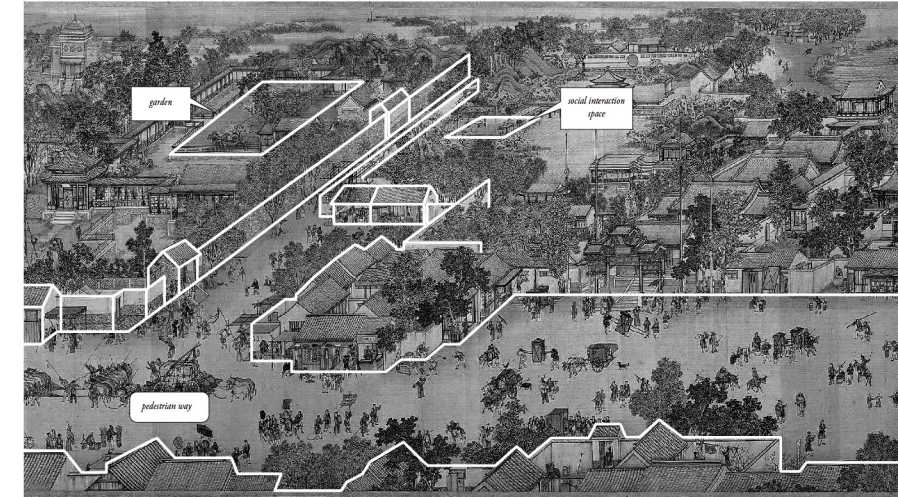 garden
social interaction
space
pedestrian way